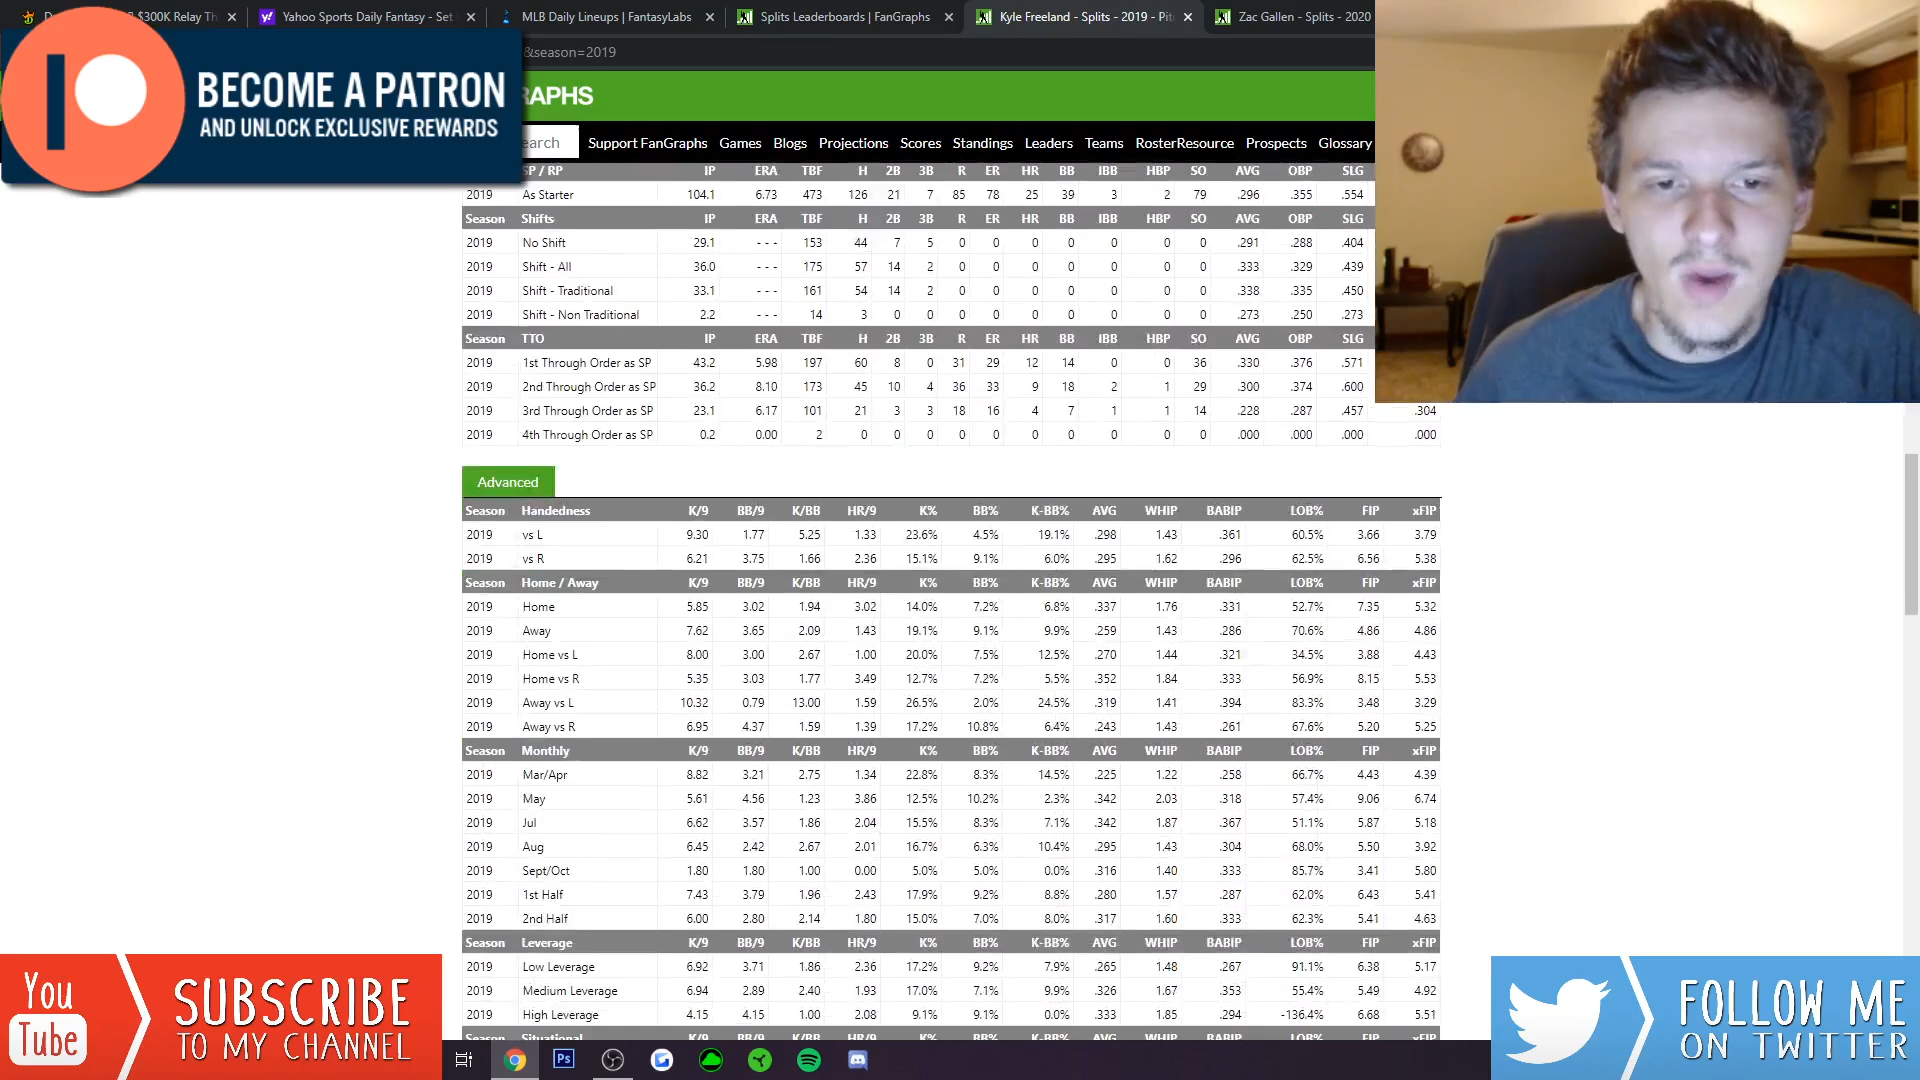 $300K Relay Th
Yahoo Sports Daily Fantasy - Set
MLB Daily Lineups | FantasyLabs
Splits Leaderboards | FanGraphs
Kyle Freeland - Splits - 2019 - Pit
Zac Gallen - Splits - 2020
&season=2019
BECOME A PATRON
AND UNLOCK EXCLUSIVE REWARDS
RAPHS
earch Support FanGraphs Games Blogs Projections Scores Standings Leaders Teams RosterResource Prospects Glossary
SP / RP IP ERA TBF H 2B 3B R ER HR BB IBB HBP SO AVG OBP SLG
2019 As Starter 104.1 6.73 473 126 21 7 85 78 25 39 3 2 79 .296 .355 .554
Season Shifts IP ERA TBF H 2B 3B R ER HR BB IBB HBP SO AVG OBP SLG
2019 No Shift 29.1 - - - 153 44 7 5 0 0 0 0 0 0 0 .291 .288 .404
2019 Shift - All 36.0 - - - 175 57 14 2 0 0 0 0 0 0 0 .333 .329 .439
2019 Shift - Traditional 33.1 - - - 161 54 14 2 0 0 0 0 0 0 0 .338 .335 .450
2019 Shift - Non Traditional 2.2 - - - 14 3 0 0 0 0 0 0 0 0 0 .273 .250 .273
Season TTO IP ERA TBF H 2B 3B R ER HR BB IBB HBP SO AVG OBP SLG
2019 1st Through Order as SP 43.2 5.98 197 60 8 0 31 29 12 14 0 0 36 .330 .376 .571
2019 2nd Through Order as SP 36.2 8.10 173 45 10 4 36 33 9 18 2 1 29 .300 .374 .600
2019 3rd Through Order as SP 23.1 6.17 101 21 3 3 18 16 4 7 1 1 14 .228 .287 .457 .304
2019 4th Through Order as SP 0.2 0.00 2 0 0 0 0 0 0 0 0 0 0 .000 .000 .000 .000
Advanced
Season Handedness K/9 BB/9 K/BB HR/9 K% BB% K-BB% AVG WHIP BABIP LOB% FIP xFIP
2019 vs L 9.30 1.77 5.25 1.33 23.6% 4.5% 19.1% .298 1.43 .361 60.5% 3.66 3.79
2019 vs R 6.21 3.75 1.66 2.36 15.1% 9.1% 6.0% .295 1.62 .296 62.5% 6.56 5.38
Season Home / Away K/9 BB/9 K/BB HR/9 K% BB% K-BB% AVG WHIP BABIP LOB% FIP xFIP
2019 Home 5.85 3.02 1.94 3.02 14.0% 7.2% 6.8% .337 1.76 .331 52.7% 7.35 5.32
2019 Away 7.62 3.65 2.09 1.43 19.1% 9.1% 9.9% .259 1.43 .286 70.6% 4.86 4.86
2019 Home vs L 8.00 3.00 2.67 1.00 20.0% 7.5% 12.5% .270 1.44 .321 34.5% 3.88 4.43
2019 Home vs R 5.35 3.03 1.77 3.49 12.7% 7.2% 5.5% .352 1.84 .333 56.9% 8.15 5.53
2019 Away vs L 10.32 0.79 13.00 1.59 26.5% 2.0% 24.5% .319 1.41 .394 83.3% 3.48 3.29
2019 Away vs R 6.95 4.37 1.59 1.39 17.2% 10.8% 6.4% .243 1.43 .261 67.6% 5.20 5.25
Season Monthly K/9 BB/9 K/BB HR/9 K% BB% K-BB% AVG WHIP BABIP LOB% FIP xFIP
2019 Mar/Apr 8.82 3.21 2.75 1.34 22.8% 8.3% 14.5% .225 1.22 .258 66.7% 4.43 4.39
2019 May 5.61 4.56 1.23 3.86 12.5% 10.2% 2.3% .342 2.03 .318 57.4% 9.06 6.74
2019 Jul 6.62 3.57 1.86 2.04 15.5% 8.3% 7.1% .342 1.87 .367 51.1% 5.87 5.18
2019 Aug 6.45 2.42 2.67 2.01 16.7% 6.3% 10.4% .295 1.43 .304 68.0% 5.50 3.92
2019 Sept/Oct 1.80 1.80 1.00 0.00 5.0% 5.0% 0.0% .316 1.40 .333 85.7% 3.41 5.80
2019 1st Half 7.43 3.79 1.96 2.43 17.9% 9.2% 8.8% .280 1.57 .287 62.0% 6.43 5.41
2019 2nd Half 6.00 2.80 2.14 1.80 15.0% 7.0% 8.0% .317 1.60 .333 62.3% 5.41 4.63
Season Leverage K/9 BB/9 K/BB HR/9 K% BB% K-BB% AVG WHIP BABIP LOB% FIP xFIP
2019 Low Leverage 6.92 3.71 1.86 2.36 17.2% 9.2% 7.9% .265 1.48 .267 91.1% 6.38 5.17
2019 Medium Leverage 6.94 2.89 2.40 1.93 17.0% 7.1% 9.9% .326 1.67 .353 55.4% 5.49 4.92
2019 High Leverage 4.15 4.15 1.00 2.08 9.1% 9.1% 0.0% .333 1.85 .294 -136.4% 6.68 5.51
Season Situational K/9 BB/9 K/BB HR/9 K% BB% K-BB% AVG WHIP BABIP LOB% FIP xFIP
You
Tube
SUBSCRIBE
TO MY CHANNEL
Ps
FOLLOW ME
ON TWITTER